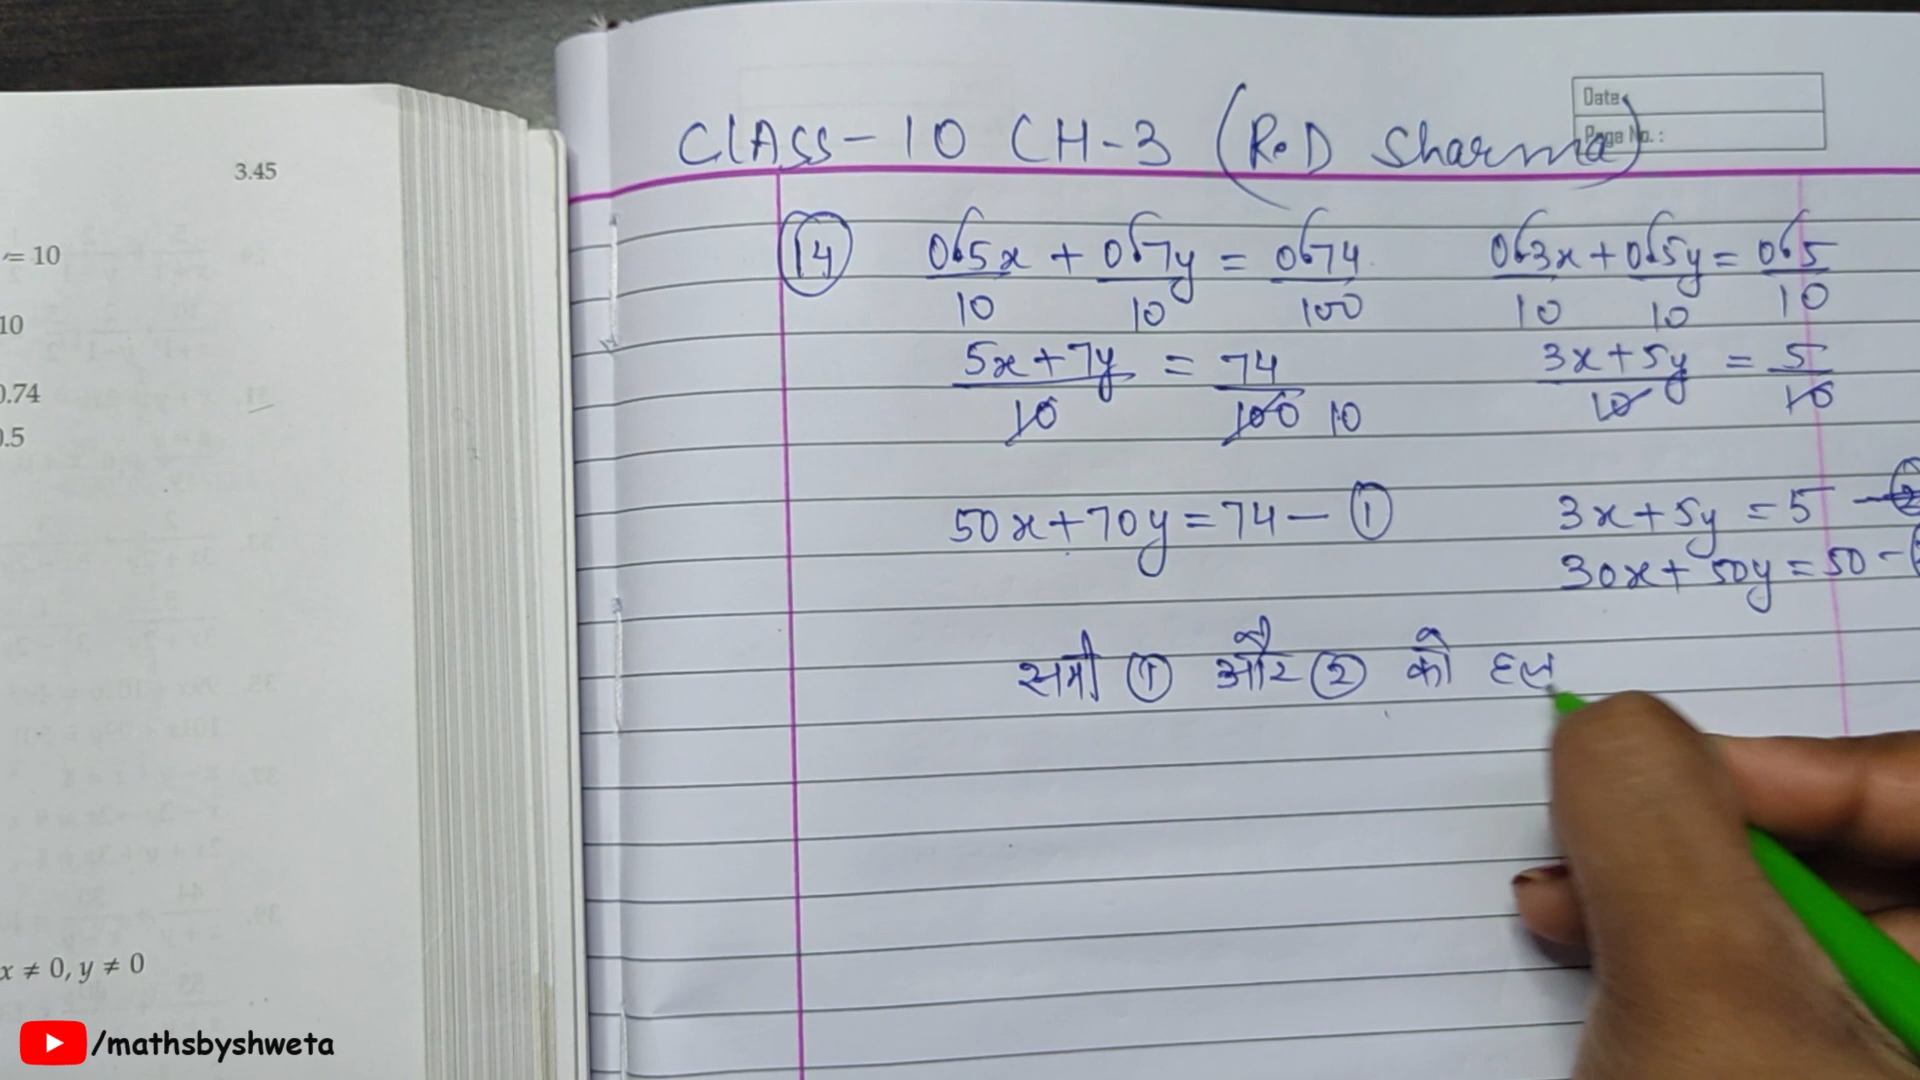 3.45
= 10
10
0.74
0.5
x ≠ 0, y ≠ 0
Date
Page No. :
CLASS - 10 CH-3 (R.D Sharma)
14 0.5x/10 + 0.7y/10 = 0.74/100 0.3x/10 + 0.5y/10 = 0.5/10
5x+7y/10 = 74/100 10 3x+5y/10 = 5/10
50x+70y=74 - ① 3x+5y=5 - ②
30x+50y=50 -
समी ① और ② को हल
/mathsbyshweta